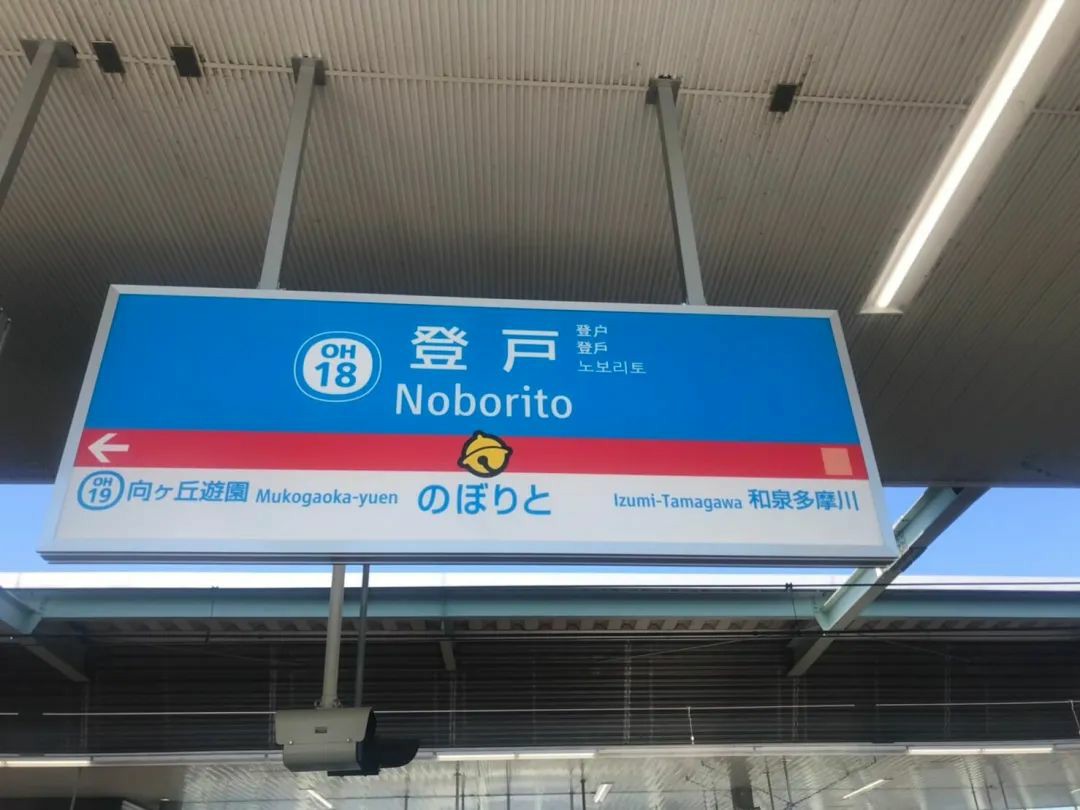 OH
18
登戸
登户
登戶
노보리토
Noborito
←
OH
19
向ヶ丘遊園 Mukogaoka-yuen
のぼりと
Izumi-Tamagawa 和泉多摩川